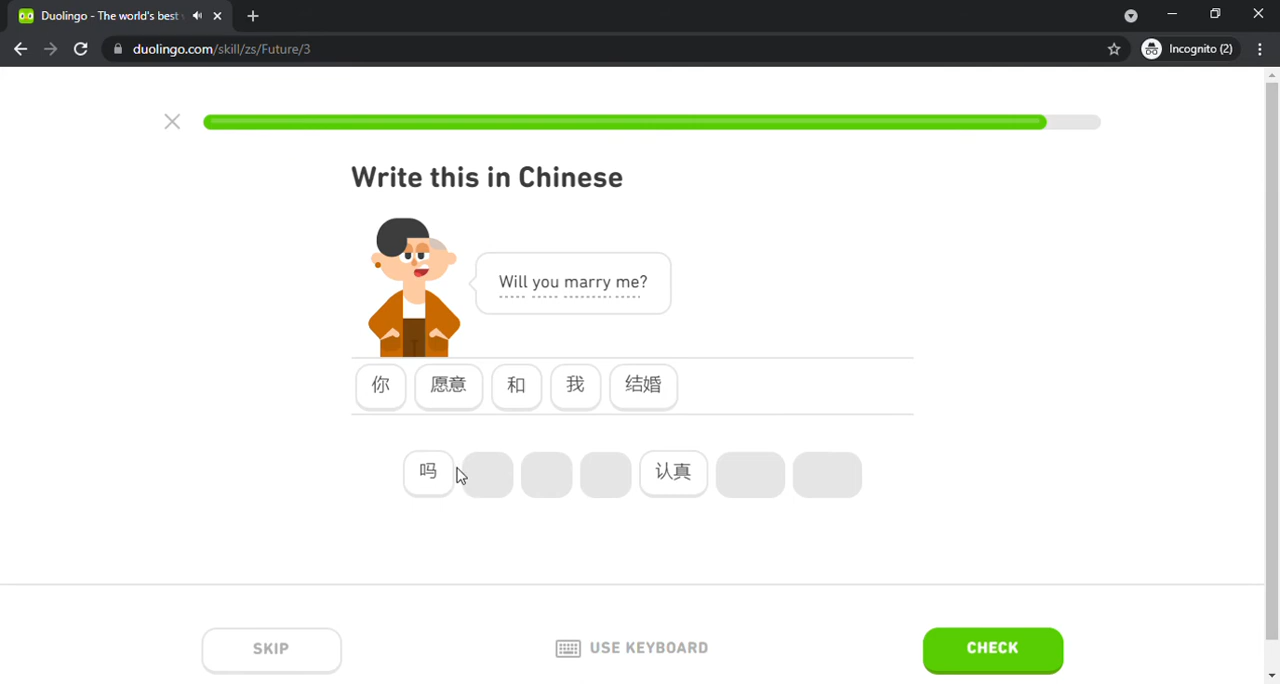 Duolingo - The world's best
duolingo.com/skill/zs/Future/3
Incognito (2)
Write this in Chinese
Will you marry me?
你 愿意 和 我 结婚
吗 认真
SKIP
USE KEYBOARD
CHECK